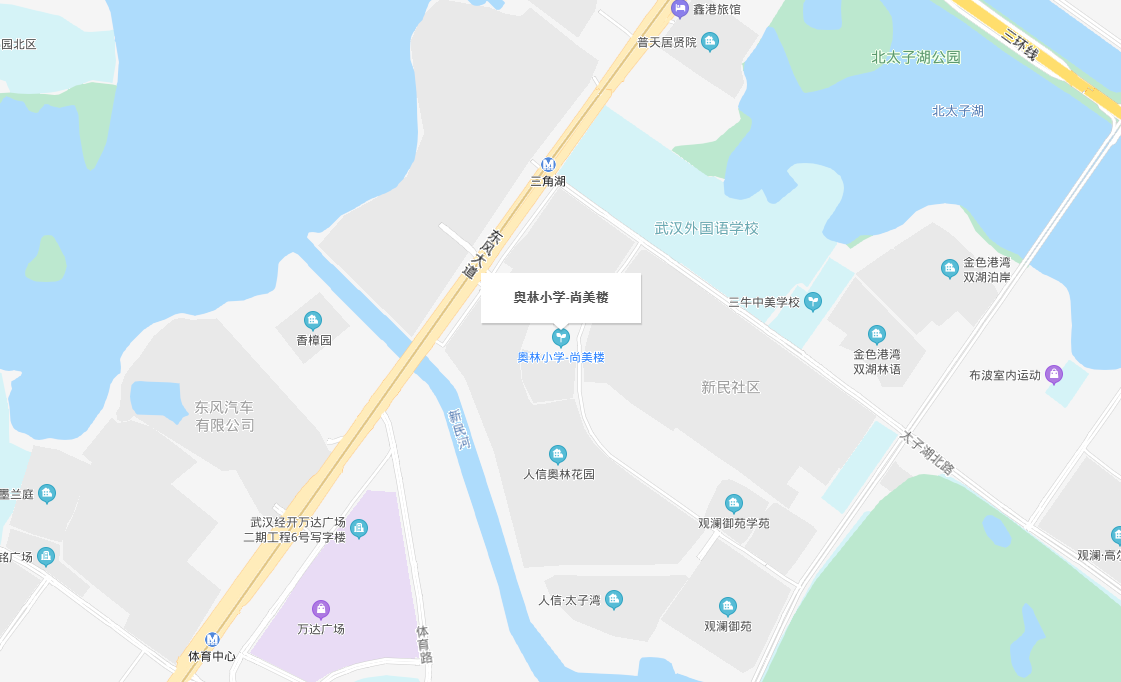 鑫港旅馆
园北区
普天居贤院
三环线
北太子湖公园
北太子湖
三角湖
武汉外国语学校
东风大道
金色港湾
双湖泊岸
奥林小学-尚美楼
三牛中美学校
香樟园
奥林小学-尚美楼
金色港湾
双湖林语
布波室内运动
新民社区
东风汽车
有限公司
新民河
太子湖北路
人信奥林花园
墨兰庭
观澜御苑学苑
武汉经开万达广场
二期工程6号写字楼
铭广场
观澜·高尔
人信·太子湾
万达广场
观澜御苑
体育路
体育中心